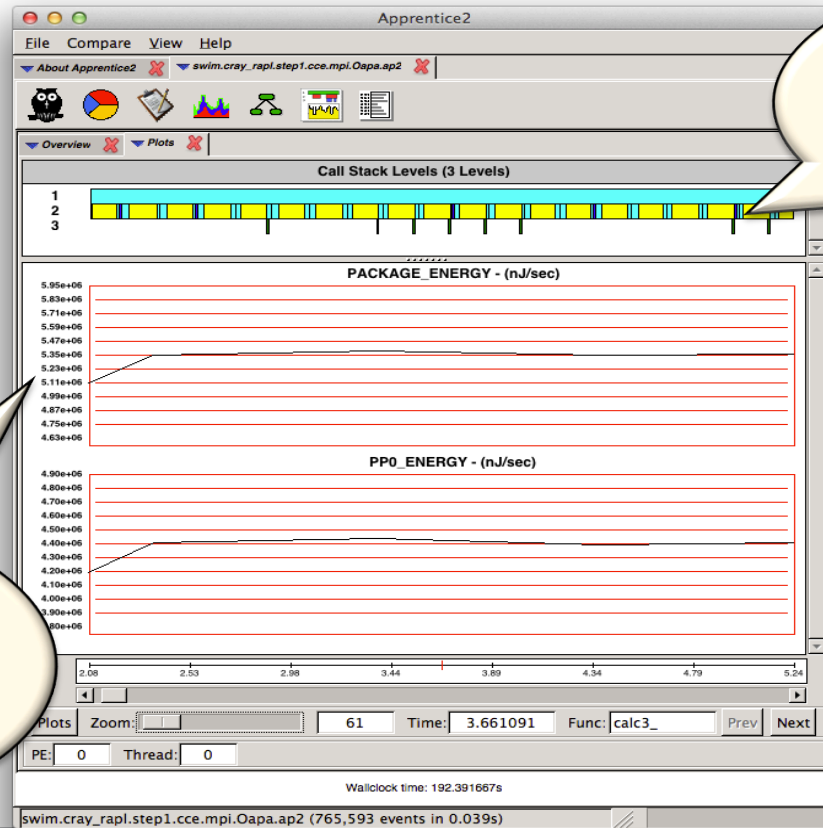 Apprentice2
File Compare View Help
About Apprentice2 swim.cray_rapl.step1.cce.mpi.Oapa.ap2
Overview Plots
Call Stack Levels (3 Levels)
1
2
3
PACKAGE_ENERGY - (nJ/sec)
5.95e+06
5.83e+06
5.71e+06
5.59e+06
5.47e+06
5.35e+06
5.23e+06
5.11e+06
4.99e+06
4.87e+06
4.75e+06
4.63e+06
PP0_ENERGY - (nJ/sec)
4.90e+06
4.80e+06
4.70e+06
4.60e+06
4.50e+06
4.40e+06
4.30e+06
4.20e+06
4.10e+06
4.00e+06
3.90e+06
80e+06
2.08 2.53 2.98 3.44 3.89 4.34 4.79 5.24
Plots Zoom: 61 Time: 3.661091 Func: calc3_ Prev Next
PE: 0 Thread: 0
Wallclock time: 192.391667s
swim.cray_rapl.step1.cce.mpi.Oapa.ap2 (765,593 events in 0.039s)